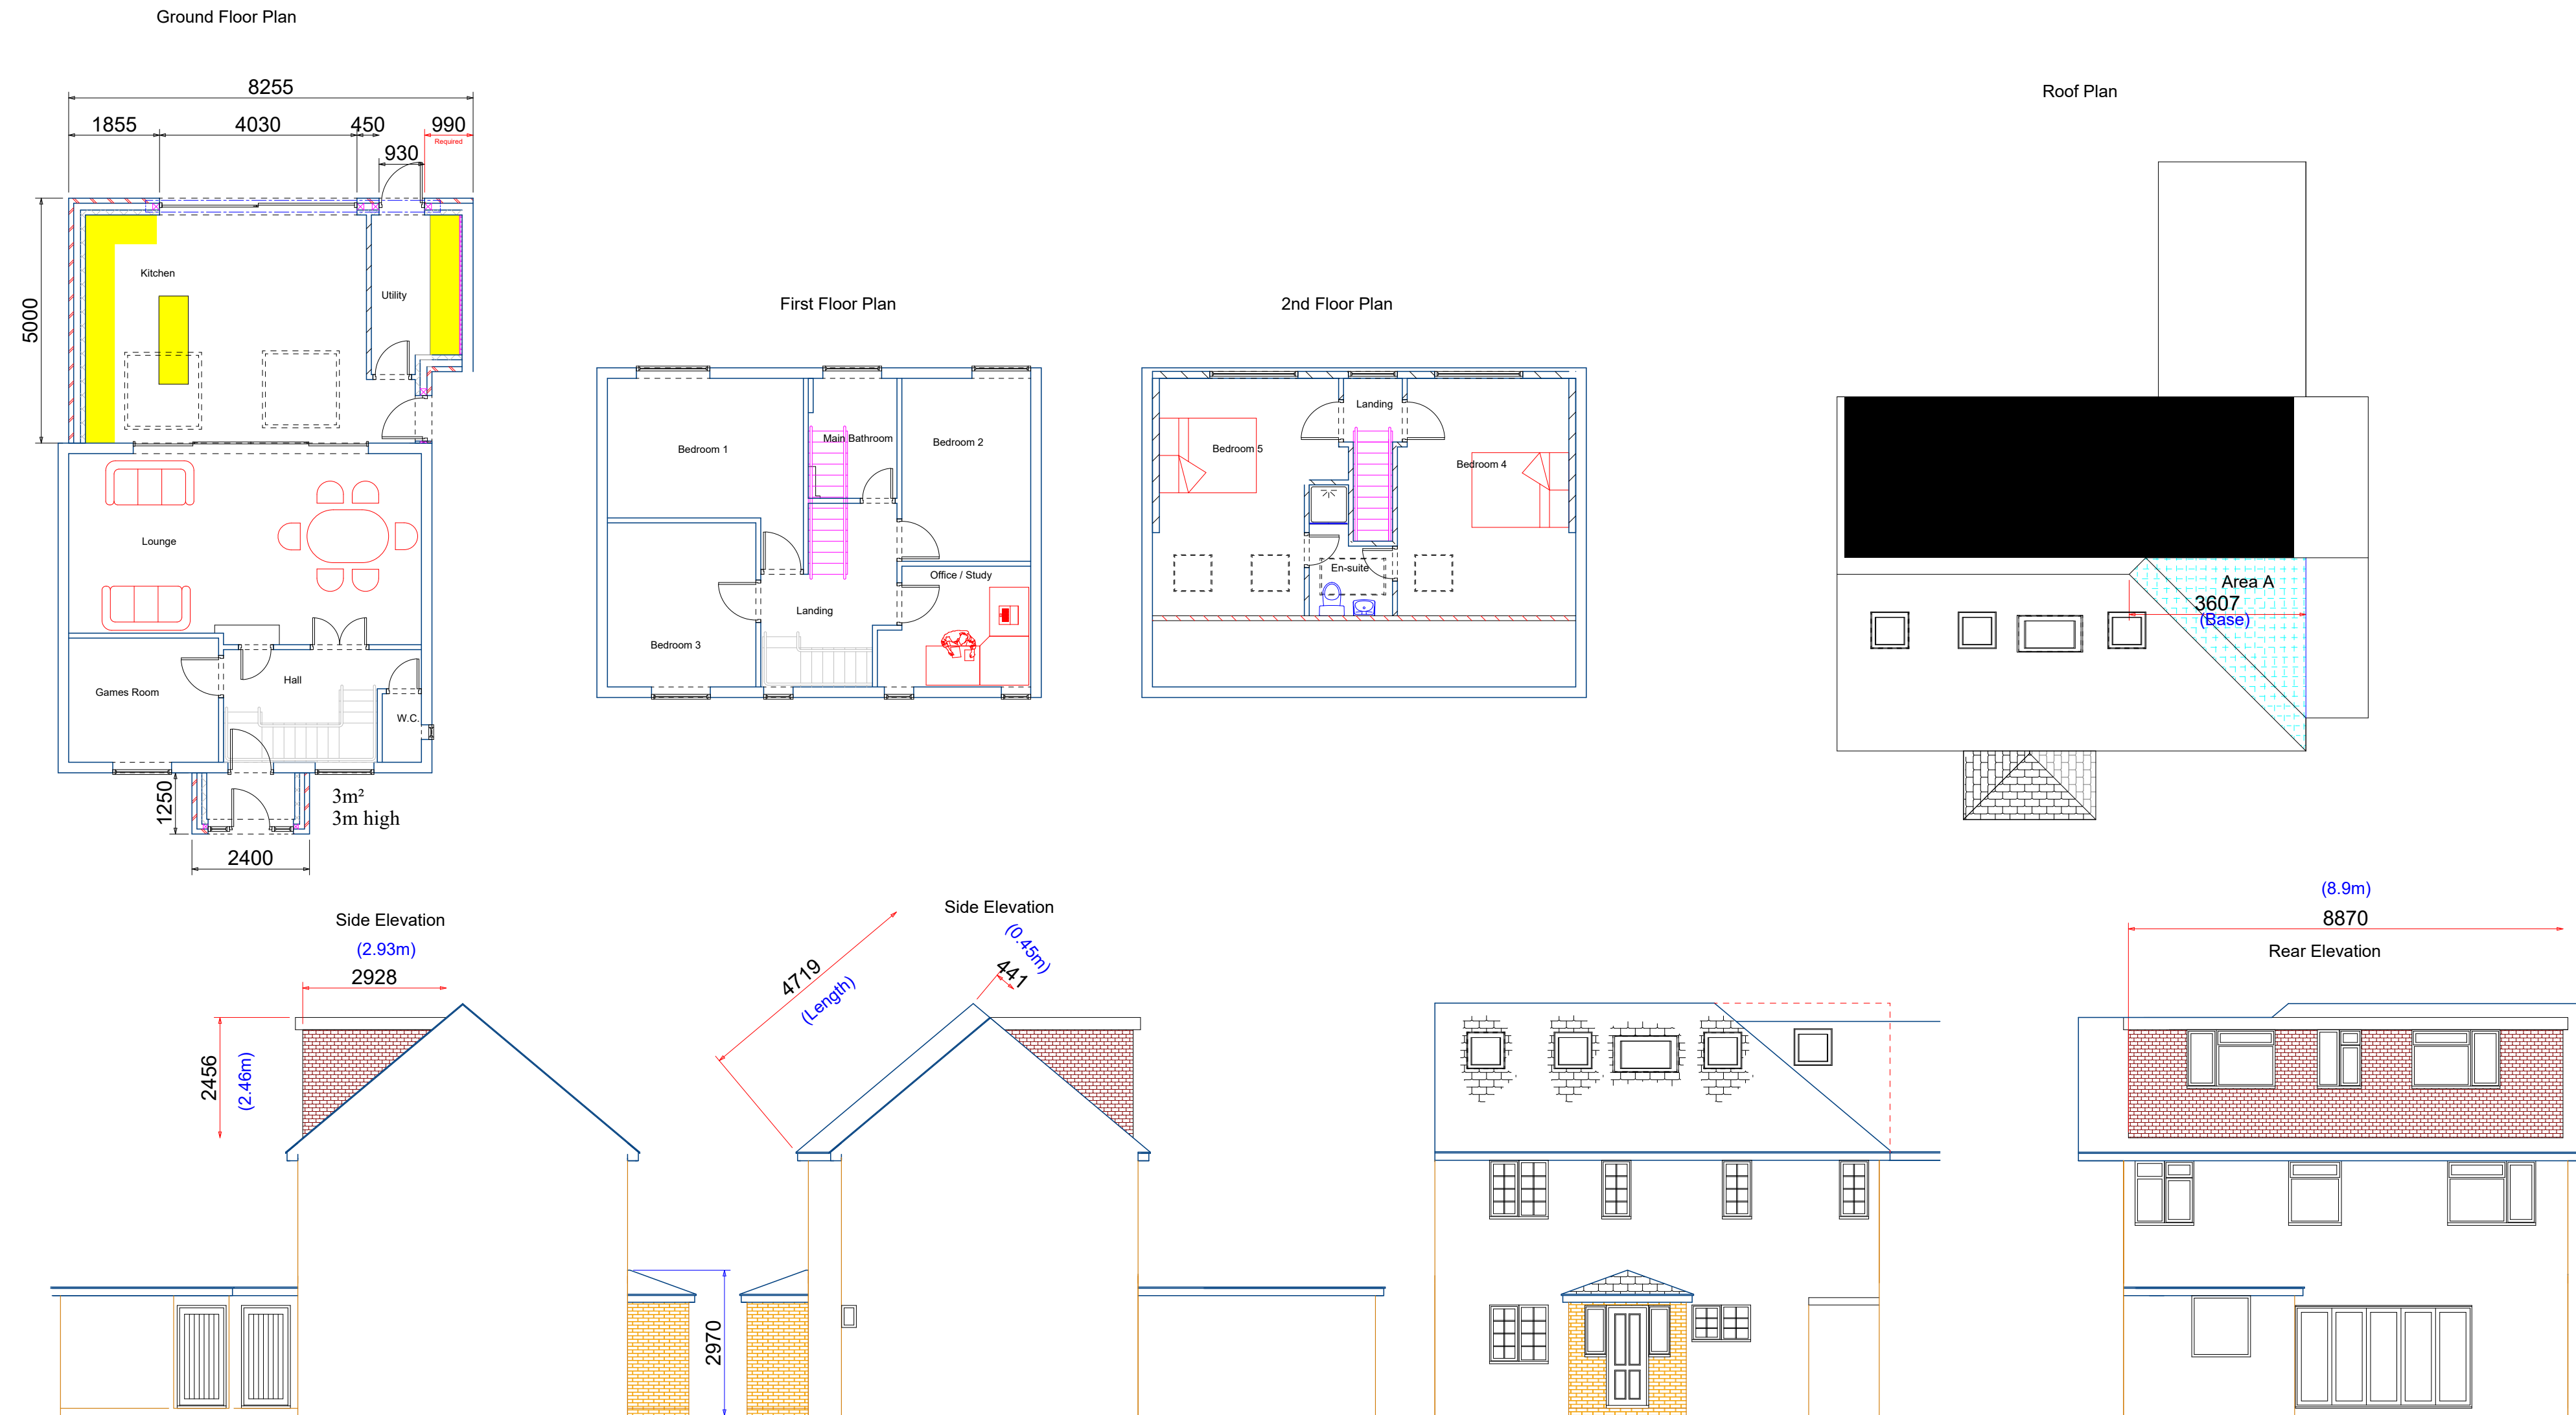 Ground Floor Plan
8255
1855
4030
450
990
Required
930
5000
Kitchen
Utility
Lounge
Games Room
Hall
W.C.
1250
3m²
3m high
2400
First Floor Plan
Bedroom 1
Main Bathroom
Bedroom 2
Office / Study
Landing
Bedroom 3
2nd Floor Plan
Landing
Bedroom 5
Bedroom 4
En-suite
Roof Plan
Area A
3607
(Base)
Side Elevation
(2.93m)
2928
2456
(2.46m)
2970
Side Elevation
4719
(Length)
(0.45m)
441
(8.9m)
8870
Rear Elevation